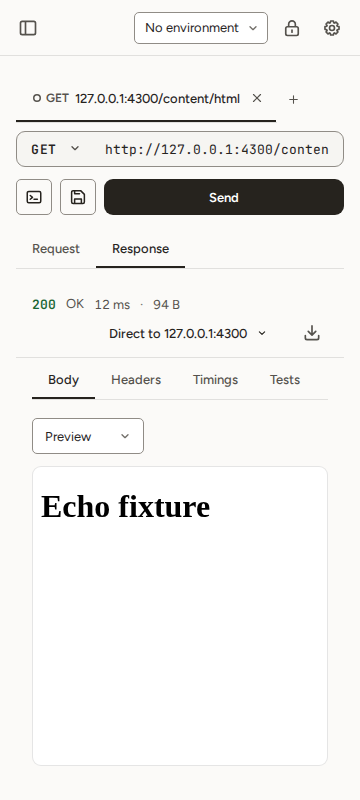 No environment
GET 127.0.0.1:4300/content/html
GET http://127.0.0.1:4300/conten
Send
Request Response
200 OK 12 ms · 94 B
Direct to 127.0.0.1:4300
Body Headers Timings Tests
Preview
Echo fixture